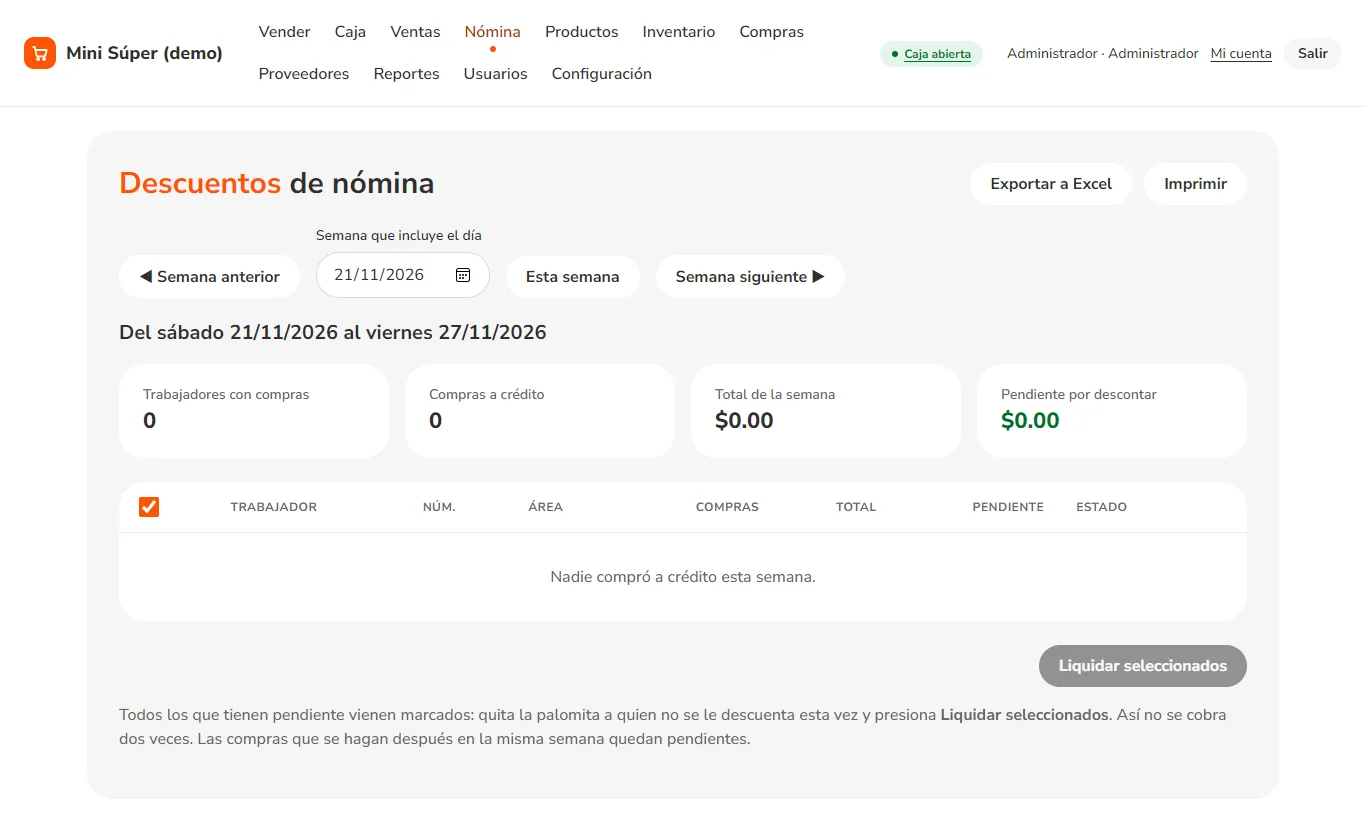 Mini Súper (demo)
Vender Caja Ventas Nómina Productos Inventario Compras
Proveedores Reportes Usuarios Configuración
Caja abierta
Administrador · Administrador
Mi cuenta
Salir
Descuentos de nómina
Exportar a Excel
Imprimir
Semana que incluye el día
◀ Semana anterior
21/11/2026
Esta semana
Semana siguiente ▶
Del sábado 21/11/2026 al viernes 27/11/2026
Trabajadores con compras
0
Compras a crédito
0
Total de la semana
$0.00
Pendiente por descontar
$0.00
TRABAJADOR NÚM. ÁREA COMPRAS TOTAL PENDIENTE ESTADO
Nadie compró a crédito esta semana.
Liquidar seleccionados
Todos los que tienen pendiente vienen marcados: quita la palomita a quien no se le descuenta esta vez y presiona Liquidar seleccionados. Así no se cobra
dos veces. Las compras que se hagan después en la misma semana quedan pendientes.